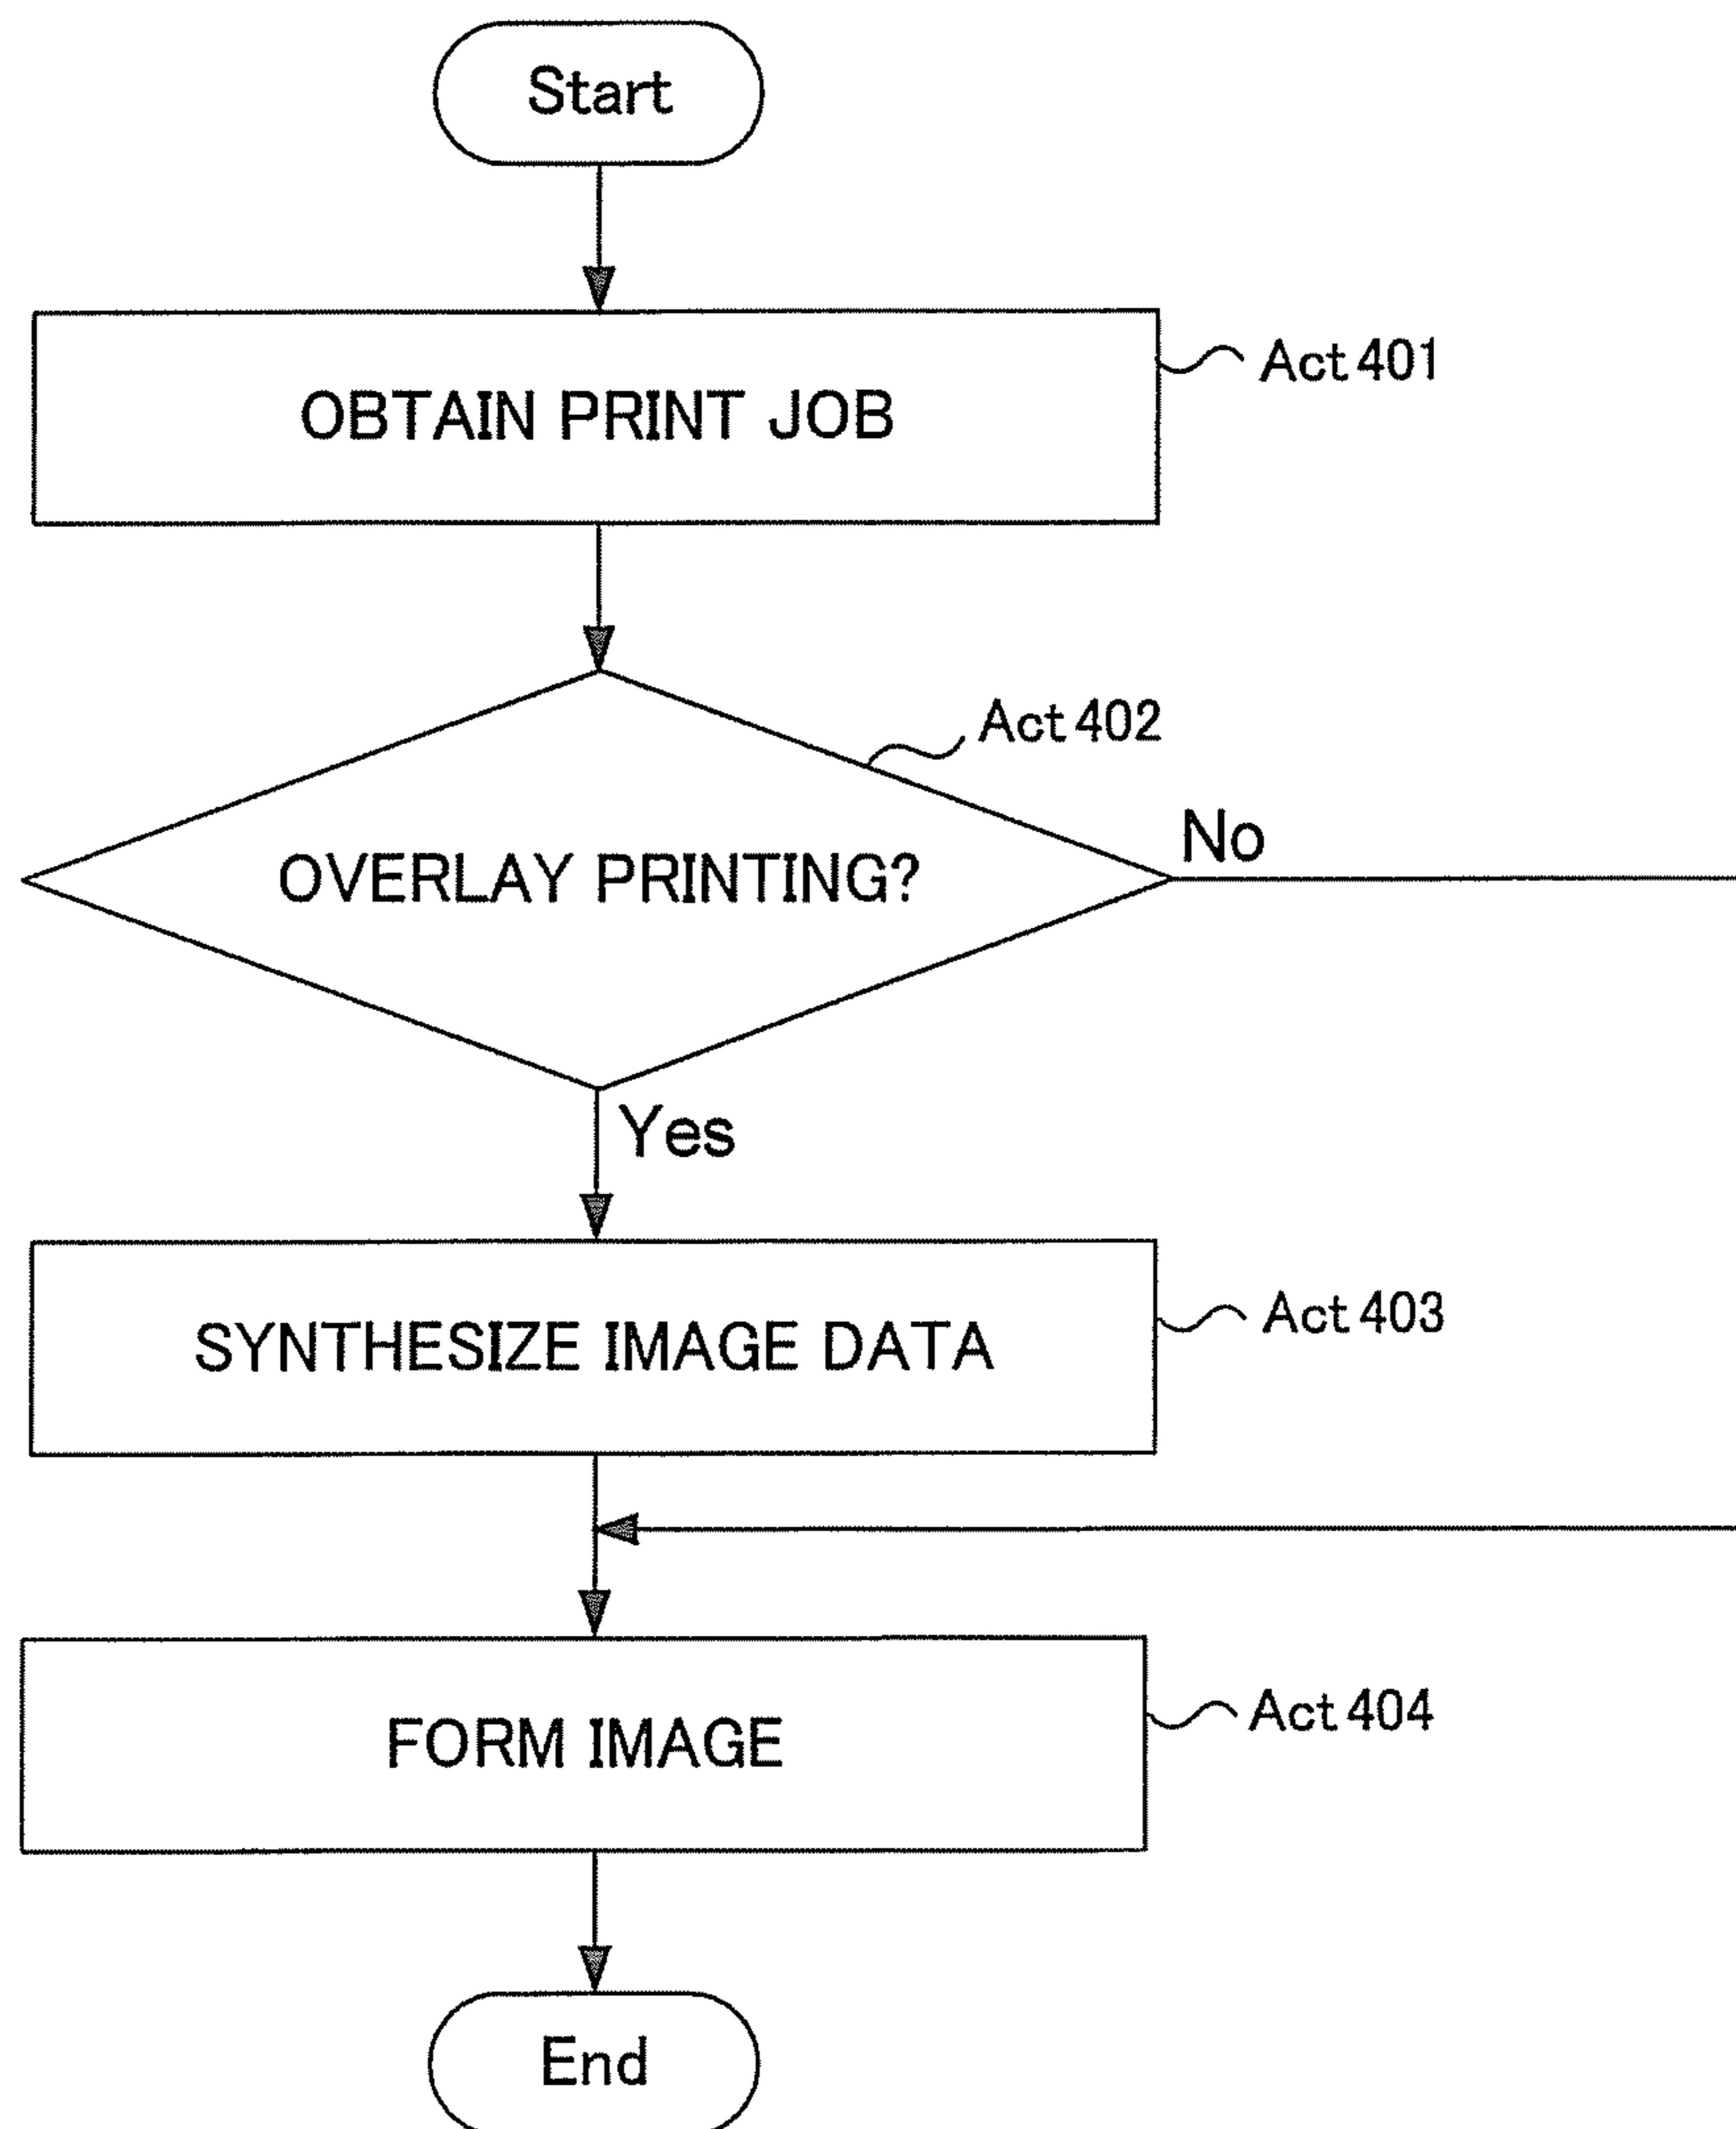 Start
OBTAIN PRINT JOB
Act 401
Act 402
OVERLAY PRINTING?
No
Yes
SYNTHESIZE IMAGE DATA
Act 403
FORM IMAGE
Act 404
End